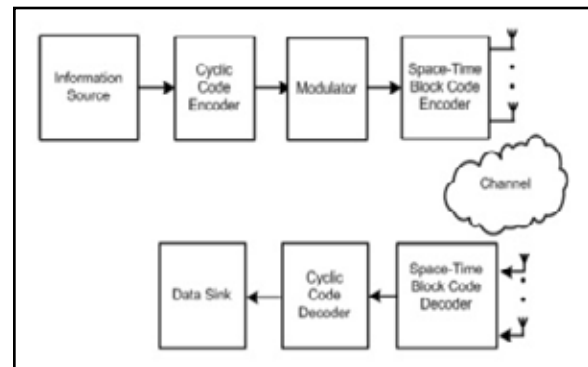 Information
Source
Cyclic
Code
Encoder
Modulator
Space-Time
Block Code
Encoder
Channel
Data Sink
Cyclic
Code
Decoder
Space-Time
Block Code
Decoder